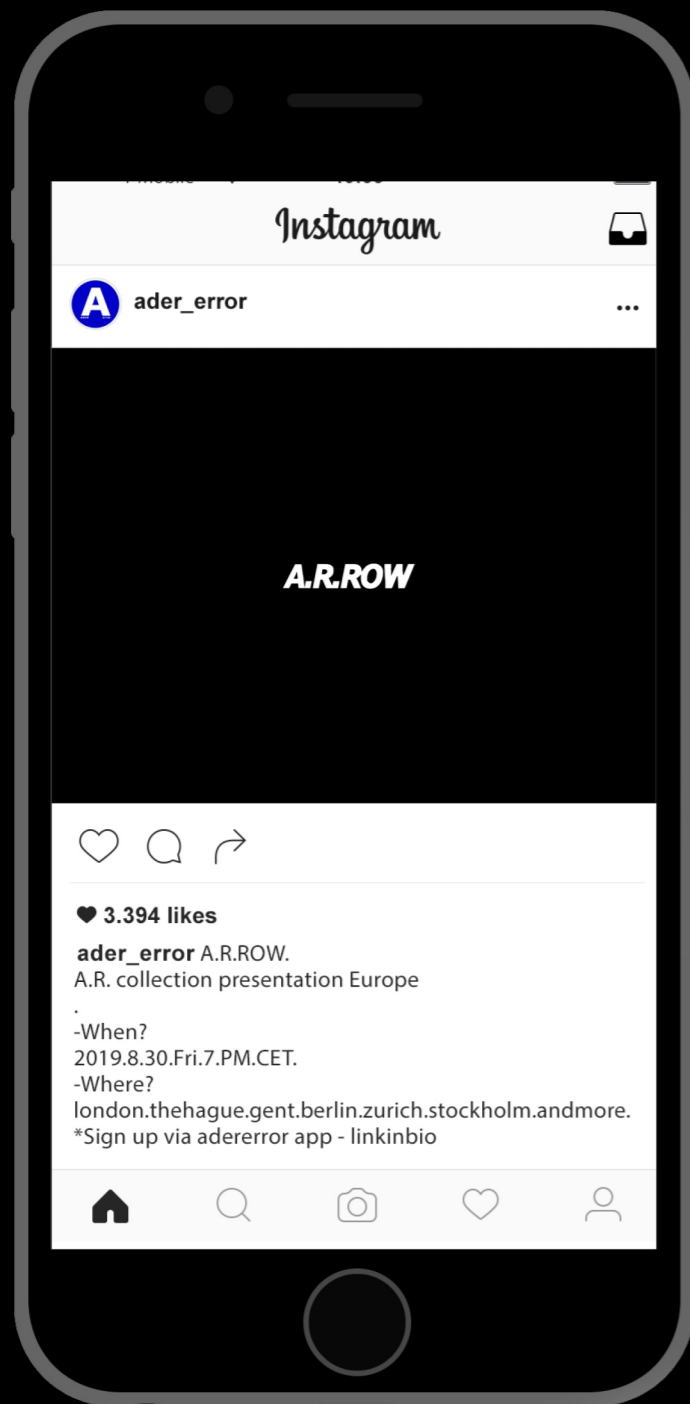 Instagram
A ader_error
A.R.ROW
3.394 likes
ader_error A.R.ROW.
A.R. collection presentation Europe
.
-When?
2019.8.30.Fri.7.PM.CET.
-Where?
london.thehague.gent.berlin.zurich.stockholm.andmore.
*Sign up via adererror app - linkinbio